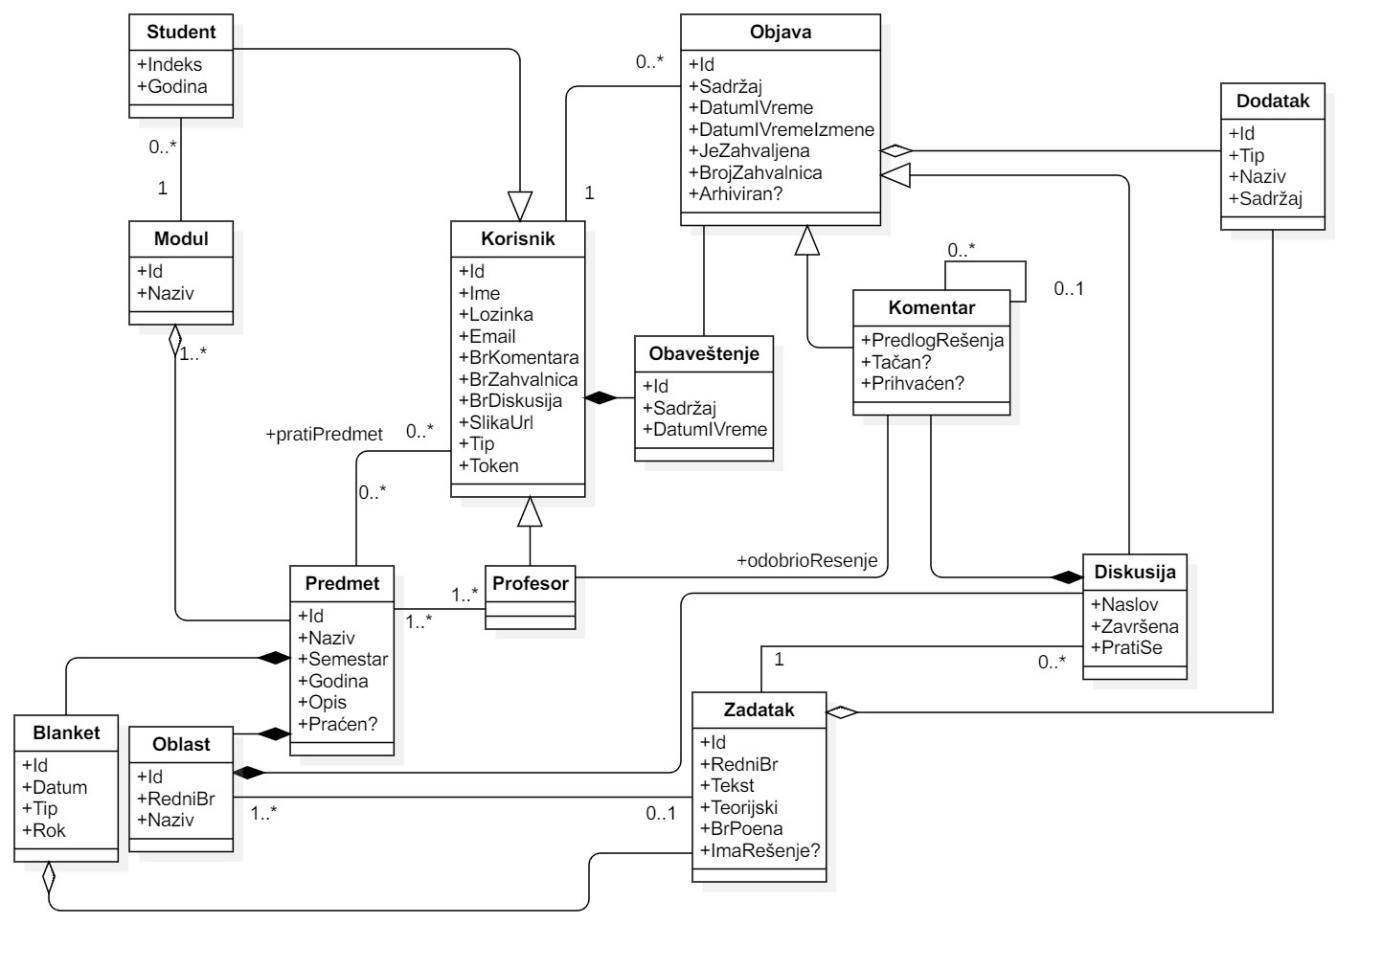 Student
+Indeks
+Godina
0..*
1
Modul
+Id
+Naziv
1..*
Objava
+Id
+Sadržaj
+DatumIVreme
+DatumIVremeIzmene
+JeZahvaljena
+BrojZahvalnica
+Arhiviran?
0..*
1
Dodatak
+Id
+Tip
+Naziv
+Sadržaj
Korisnik
+Id
+Ime
+Lozinka
+Email
+BrKomentara
+BrZahvalnica
+BrDiskusija
+SlikaUrl
+Tip
+Token
Obaveštenje
+Id
+Sadržaj
+DatumIVreme
0..*
0..1
Komentar
+PredlogRešenja
+Tačan?
+Prihvaćen?
+pratiPredmet
0..*
0..*
Predmet
+Id
+Naziv
+Semestar
+Godina
+Opis
+Praćen?
1..*
1..*
Profesor
+odobrioResenje
Diskusija
+Naslov
+Završena
+PratiSe
1
0..*
Blanket
+Id
+Datum
+Tip
+Rok
Oblast
+Id
+RedniBr
+Naziv
1..*
0..1
Zadatak
+Id
+RedniBr
+Tekst
+Teorijski
+BrPoena
+ImaRešenje?